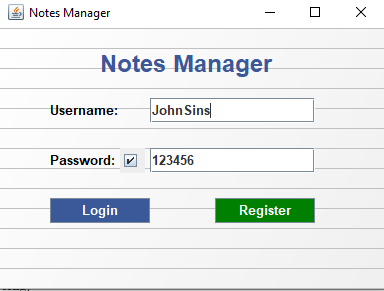 Notes Manager
Notes Manager
Username: JohnSins
Password: 123456
Login Register